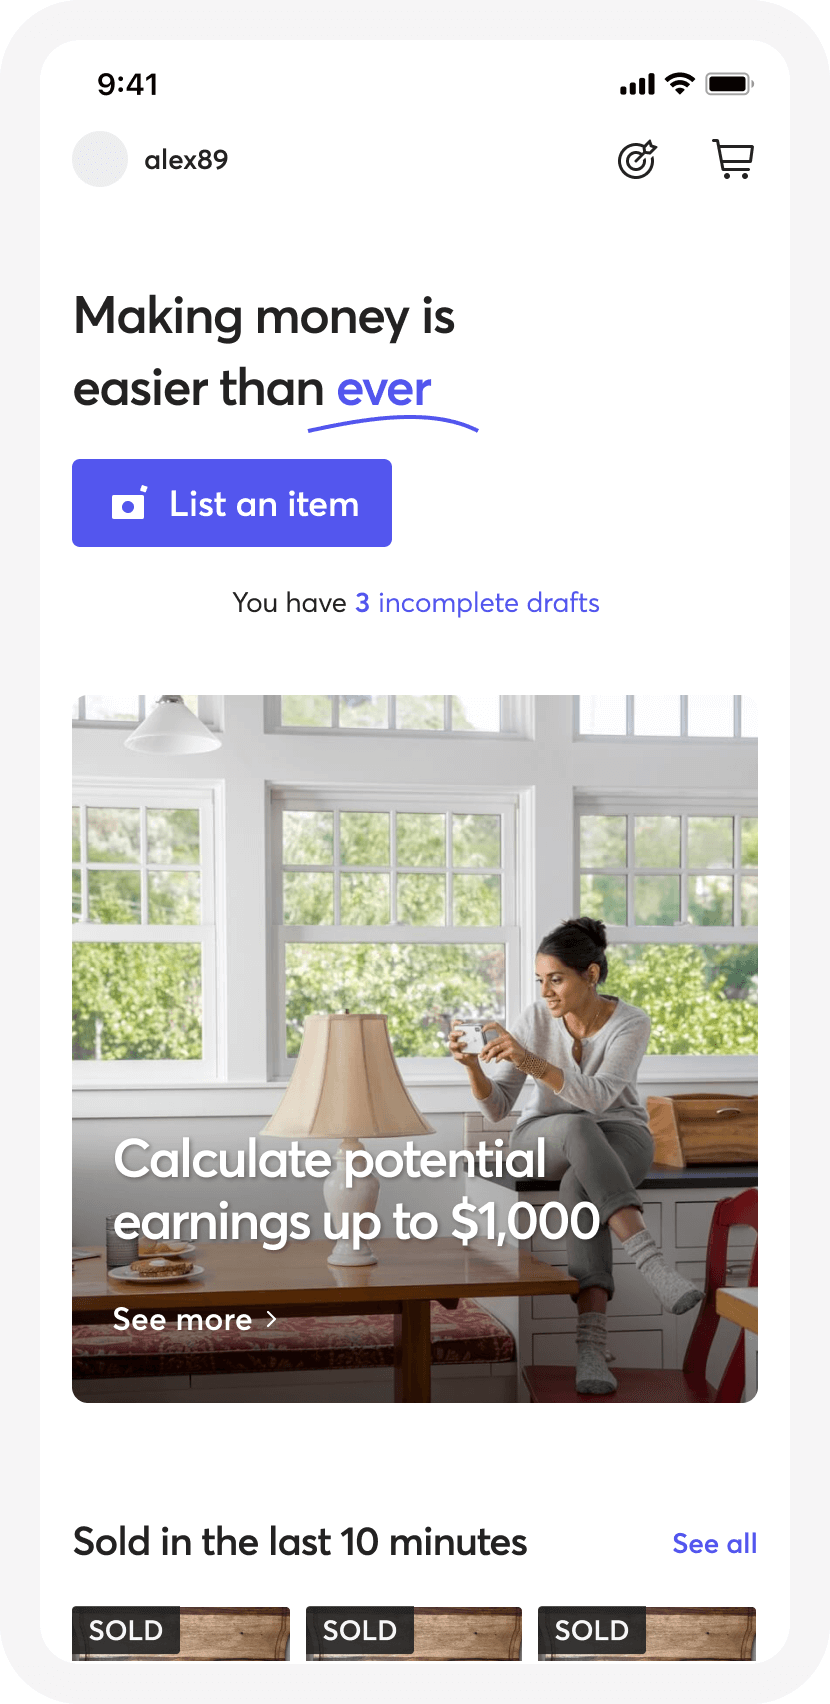 9:41
alex89
Making money is
easier than ever
List an item
You have 3 incomplete drafts
Calculate potential
earnings up to $1,000
See more
Sold in the last 10 minutes
See all
SOLD
SOLD
SOLD